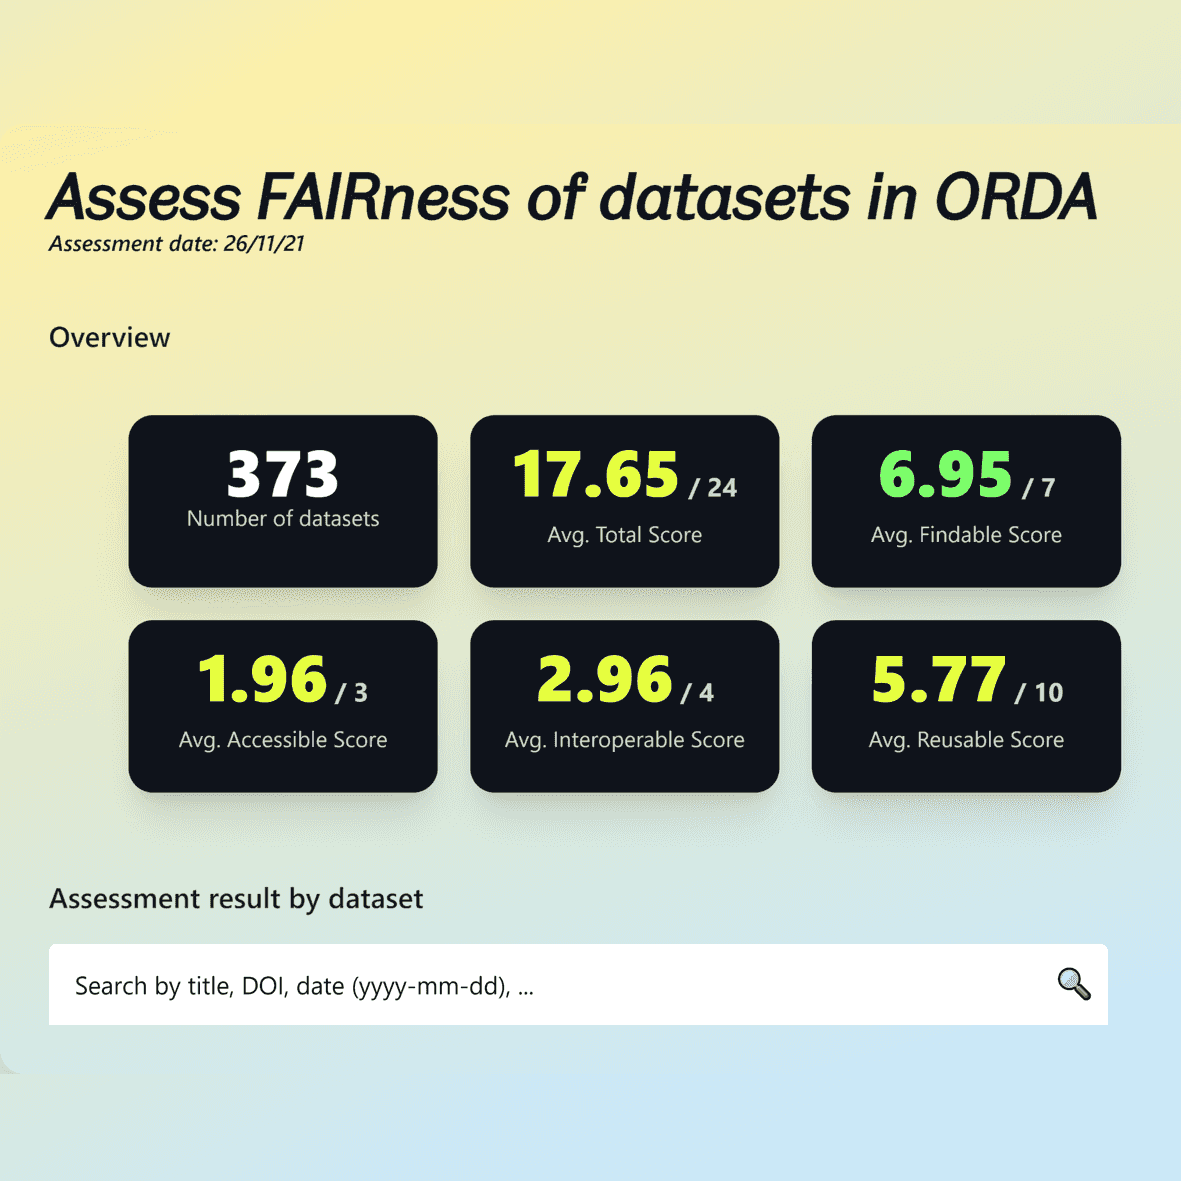 Assess FAIRness of datasets in ORDA
Assessment date: 26/11/21
Overview
373
Number of datasets
17.65 / 24
Avg. Total Score
6.95 / 7
Avg. Findable Score
1.96 / 3
Avg. Accessible Score
2.96 / 4
Avg. Interoperable Score
5.77 / 10
Avg. Reusable Score
Assessment result by dataset
Search by title, DOI, date (yyyy-mm-dd), ...